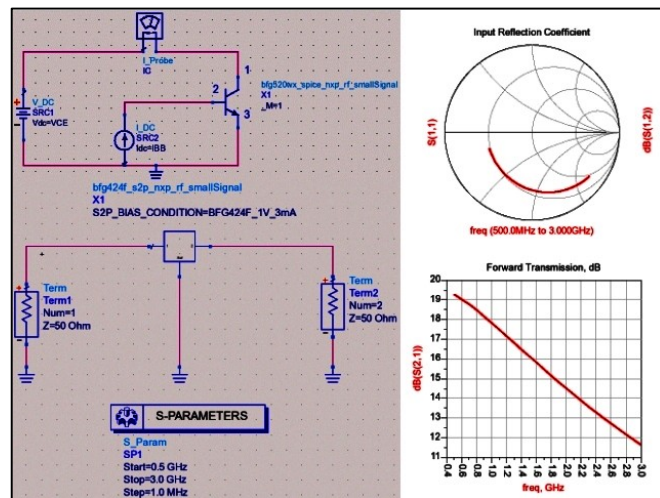 I_Probe
IC
1
2
3
bfg520wx_spice_nxp_rf_smallSignal
X1
_M=1
+
-
V_DC
SRC1
Vdc=VCE
I_DC
SRC2
Idc=IBB
bfg424f_s2p_nxp_rf_smallSignal
X1
S2P_BIAS_CONDITION=BFG424F_1V_3mA
+
1
2
Ref
+
-
Term
Term1
Num=1
Z=50 Ohm
Term
Term2
Num=2
Z=50 Ohm
+
-
S-PARAMETERS
S_Param
SP1
Start=0.5 GHz
Stop=3.0 GHz
Step=1.0 MHz
Input Reflection Coefficient
S(1,1)
dB(S(1,2))
freq (500.0MHz to 3.000GHz)
Forward Transmission, dB
dB(S(2,1))
20
19
18
17
16
15
14
13
12
11
0.4
0.6
0.8
1.0
1.2
1.4
1.6
1.8
2.0
2.2
2.4
2.6
2.8
3.0
freq, GHz